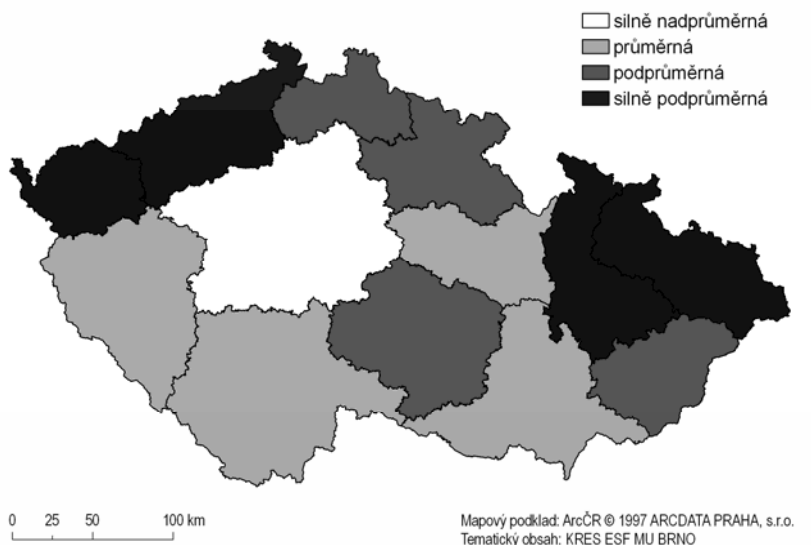 silně nadprůměrná
průměrná
podprůměrná
silně podprůměrná
0 25 50 100 km
Mapový podklad: ArcČR © 1997 ARCDATA PRAHA, s.r.o.
Tematický obsah: KRES ESF MU BRNO